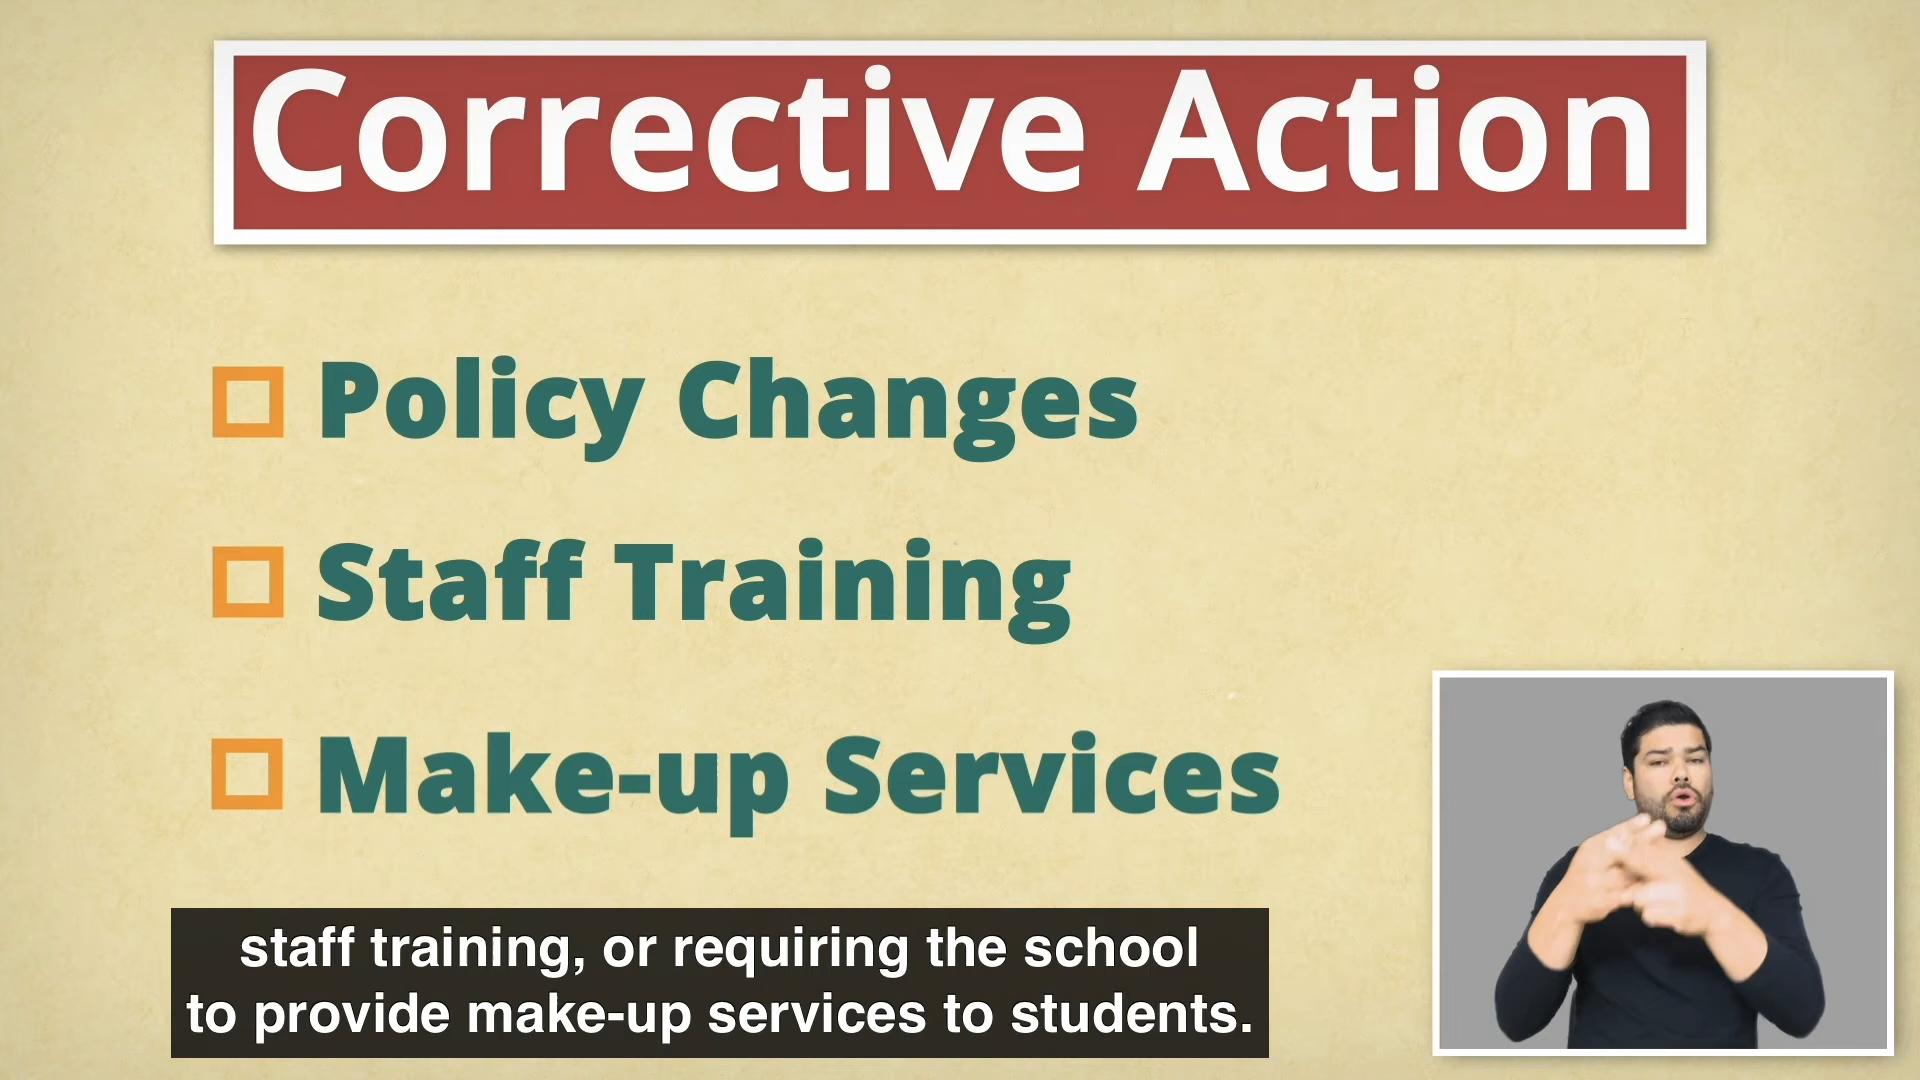 Corrective Action
Policy Changes
Staff Training
Make-up Services
staff training, or requiring the school
to provide make-up services to students.